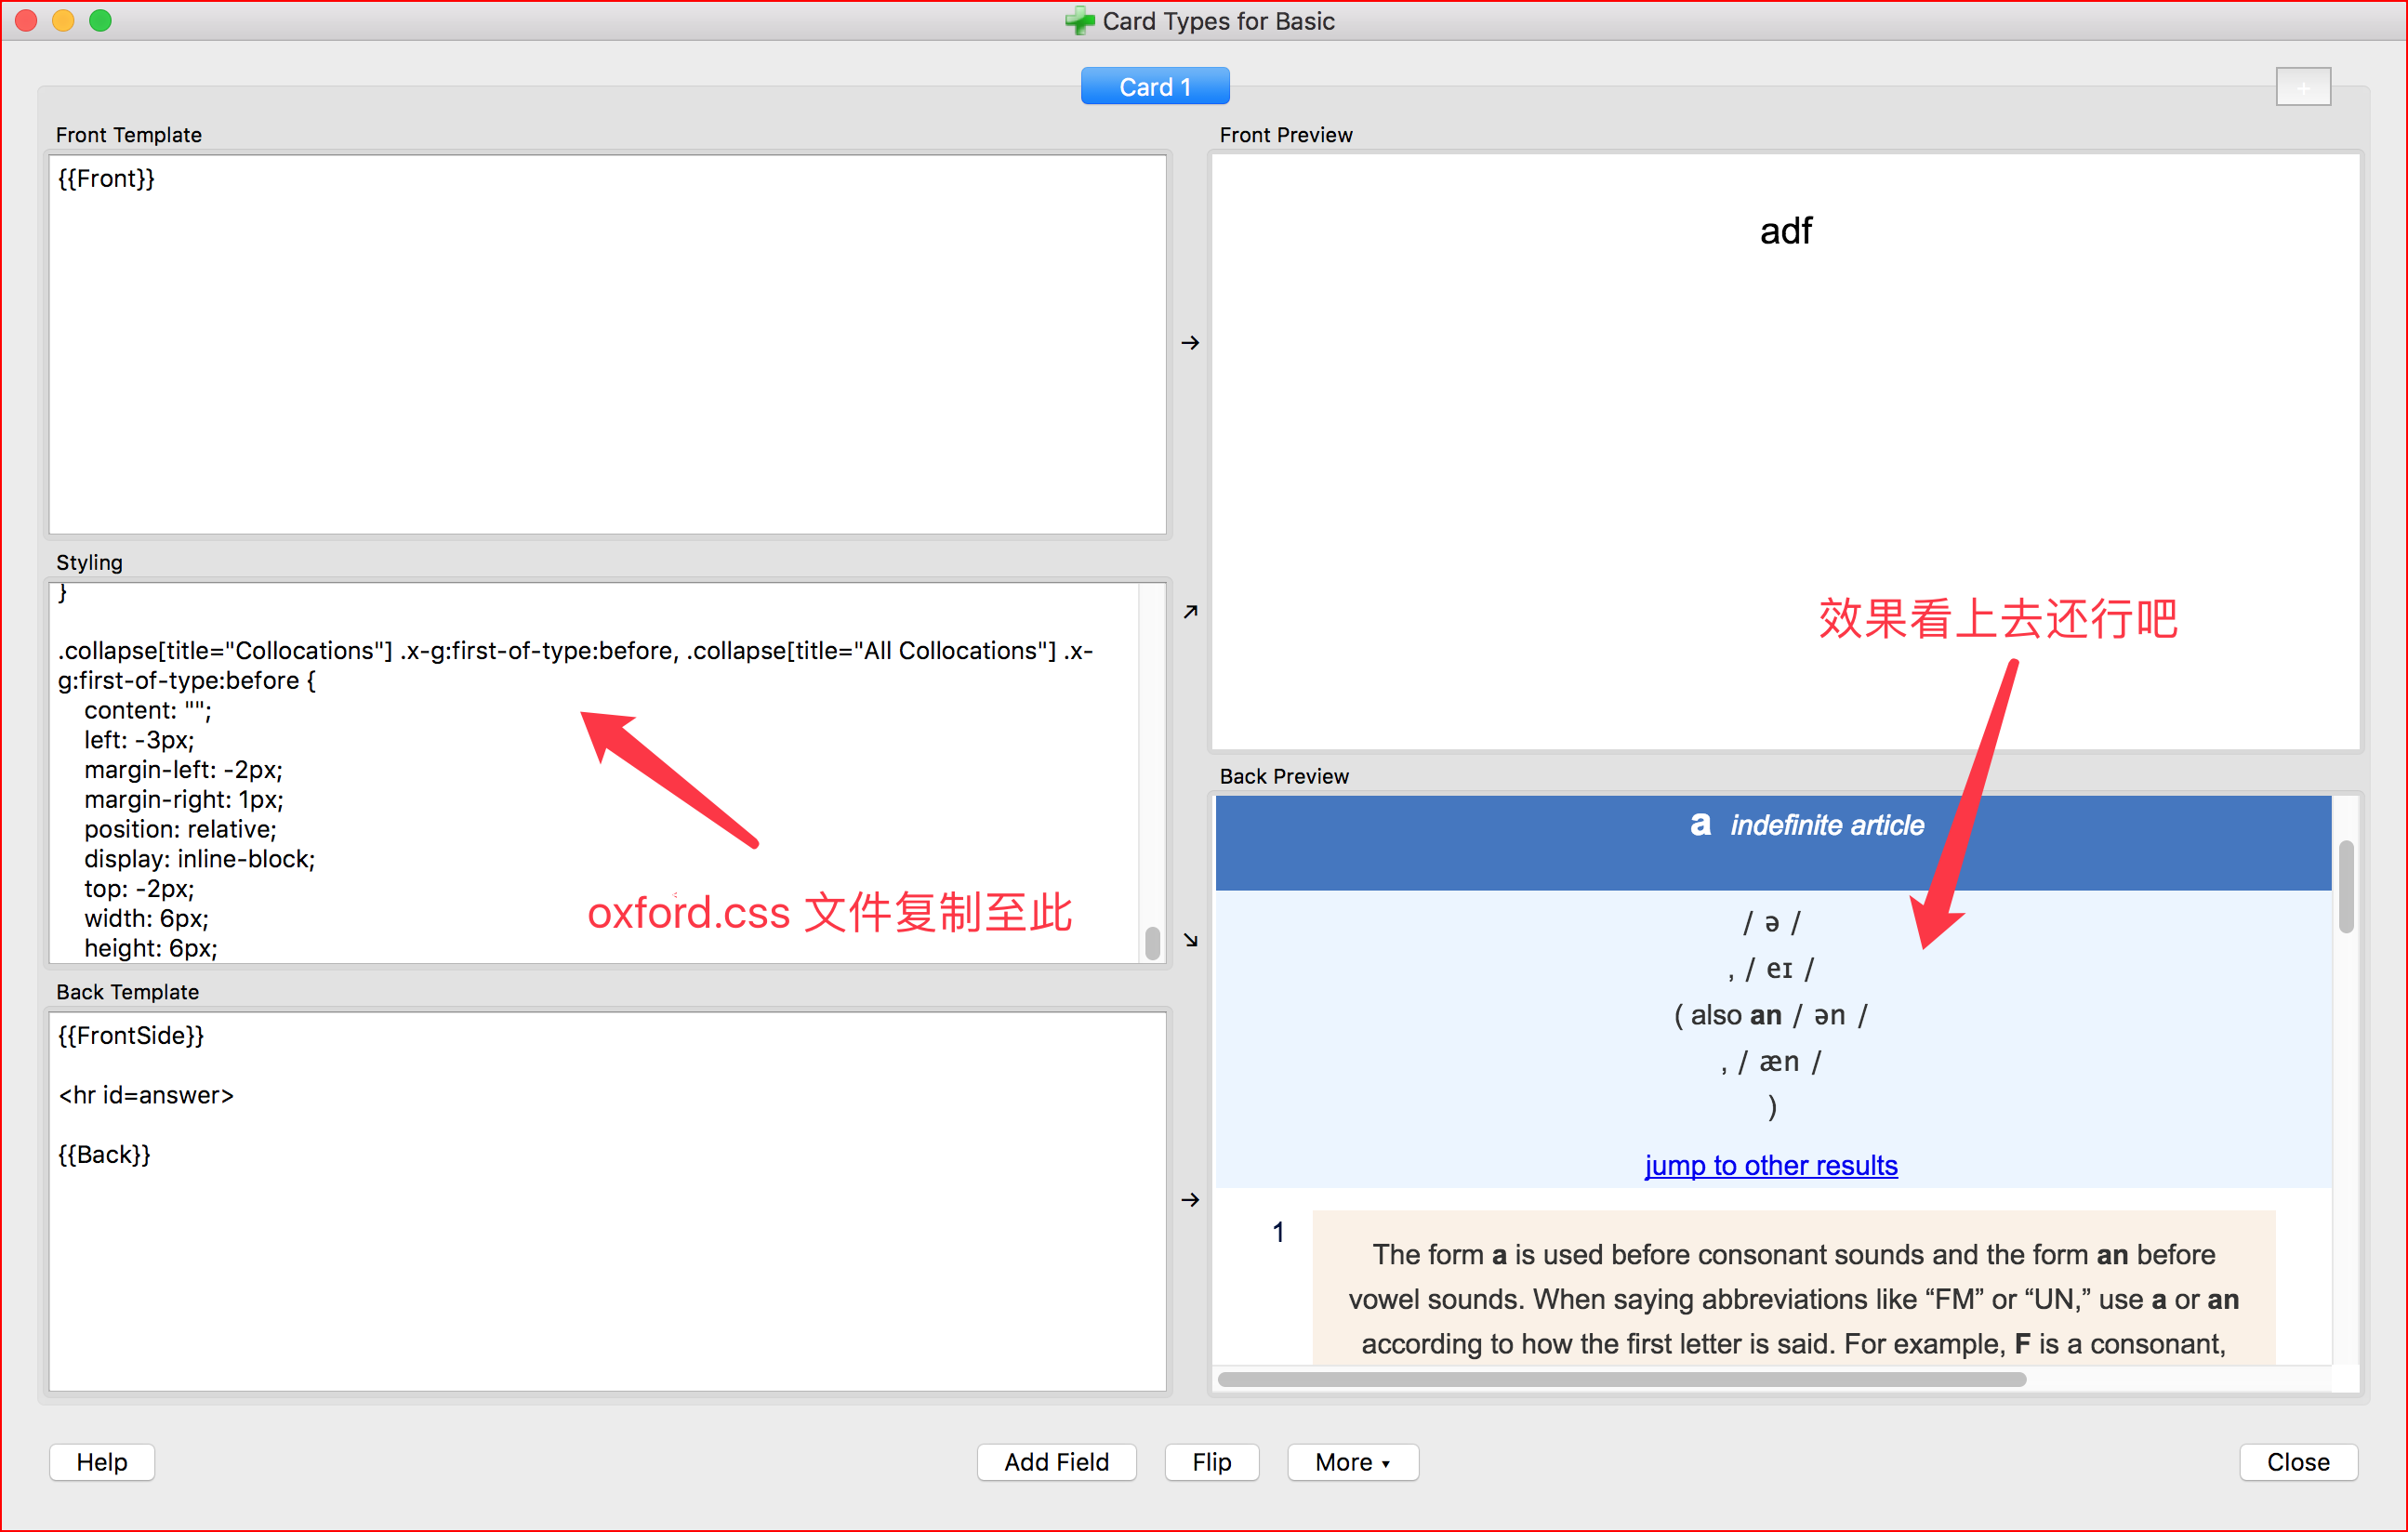 Card Types for Basic
Card 1
+
Front Template
{{Front}}
Styling
}
.collapse[title="Collocations"] .x-g:first-of-type:before, .collapse[title="All Collocations"] .x-
g:first-of-type:before {
content: "";
left: -3px;
margin-left: -2px;
margin-right: 1px;
position: relative;
display: inline-block;
top: -2px;
width: 6px;
height: 6px;
oxford.css 文件复制至此
Back Template
{{FrontSide}}
<hr id=answer>
{{Back}}
→
↗
↘
→
Front Preview
adf
效果看上去还行吧
Back Preview
a indefinite article
/ ə /
, / eɪ /
( also an / ən /
, / æn /
)
jump to other results
1
The form a is used before consonant sounds and the form an before
vowel sounds. When saying abbreviations like “FM” or “UN,” use a or an
according to how the first letter is said. For example, F is a consonant,
Help
Add Field
Flip
More ▾
Close